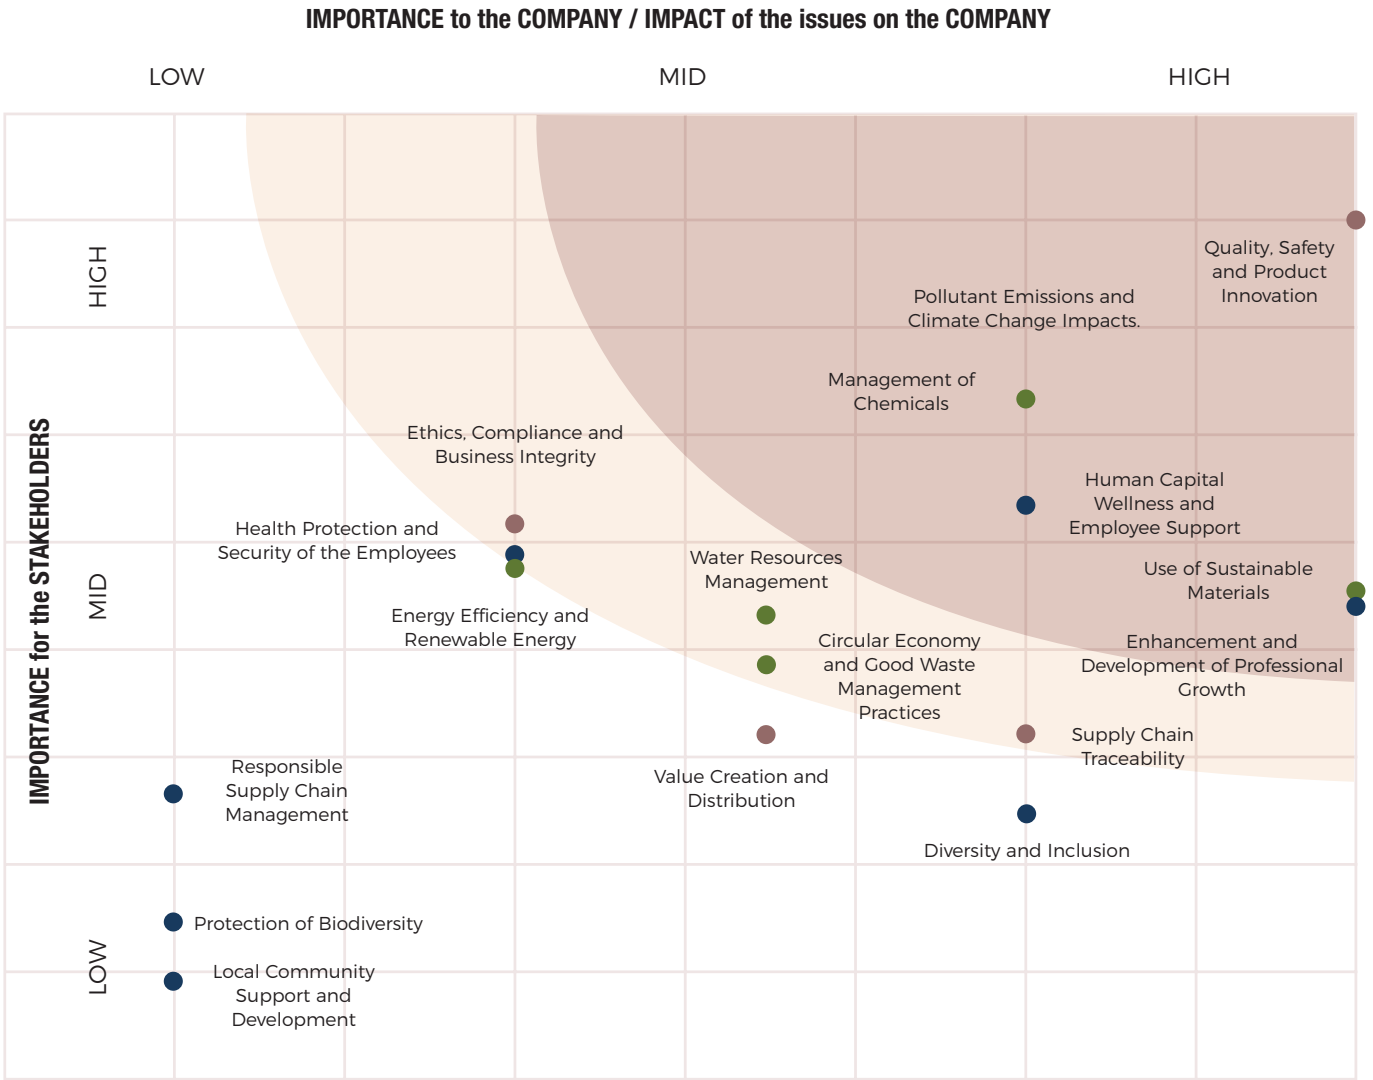 IMPORTANCE to the COMPANY / IMPACT of the issues on the COMPANY
LOW
MID
HIGH
IMPORTANCE for the STAKEHOLDERS
HIGH
MID
LOW
Quality, Safety
and Product
Innovation
Pollutant Emissions and
Climate Change Impacts.
Management of
Chemicals
Ethics, Compliance and
Business Integrity
Human Capital
Wellness and
Employee Support
Health Protection and
Security of the Employees
Water Resources
Management
Use of Sustainable
Materials
Energy Efficiency and
Renewable Energy
Circular Economy
and Good Waste
Management
Practices
Enhancement and
Development of Professional
Growth
Supply Chain
Traceability
Responsible
Supply Chain
Management
Value Creation and
Distribution
Diversity and Inclusion
Protection of Biodiversity
Local Community
Support and
Development